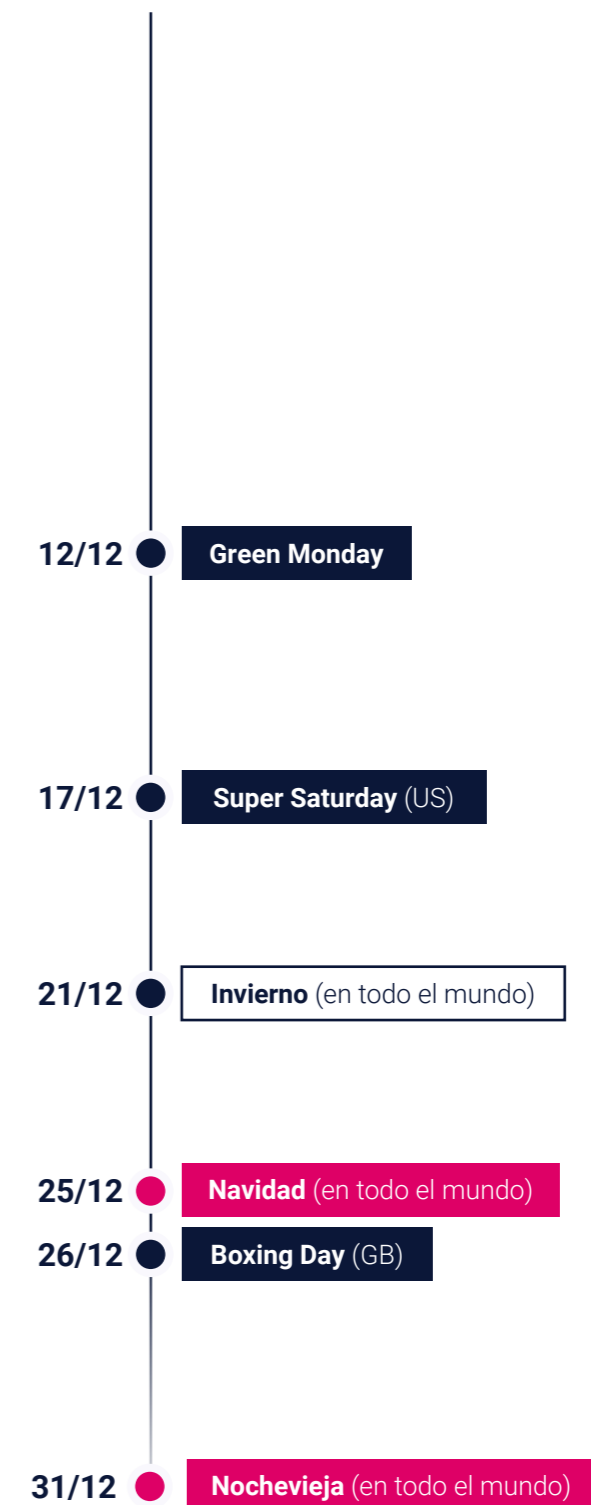 12/12 Green Monday
17/12 Super Saturday (US)
21/12 Invierno (en todo el mundo)
25/12 Navidad (en todo el mundo)
26/12 Boxing Day (GB)
31/12 Nochevieja (en todo el mundo)